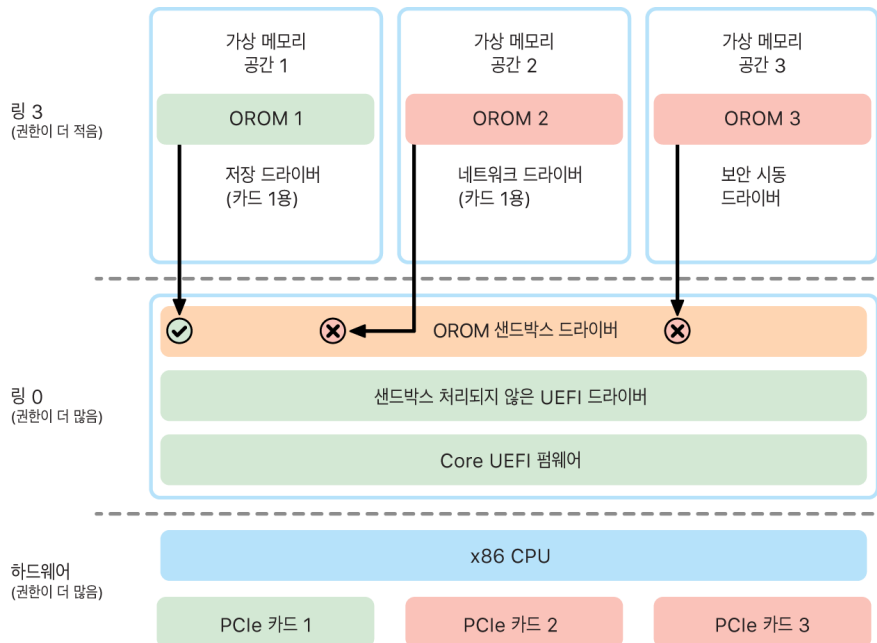 가상 메모리
공간 1
가상 메모리
공간 2
가상 메모리
공간 3
링 3
(권한이 더 적음)
OROM 1
OROM 2
OROM 3
저장 드라이버
(카드 1용)
네트워크 드라이버
(카드 1용)
보안 시동
드라이버
OROM 샌드박스 드라이버
링 0
(권한이 더 많음)
샌드박스 처리되지 않은 UEFI 드라이버
Core UEFI 펌웨어
하드웨어
(권한이 더 많음)
x86 CPU
PCIe 카드 1
PCIe 카드 2
PCIe 카드 3